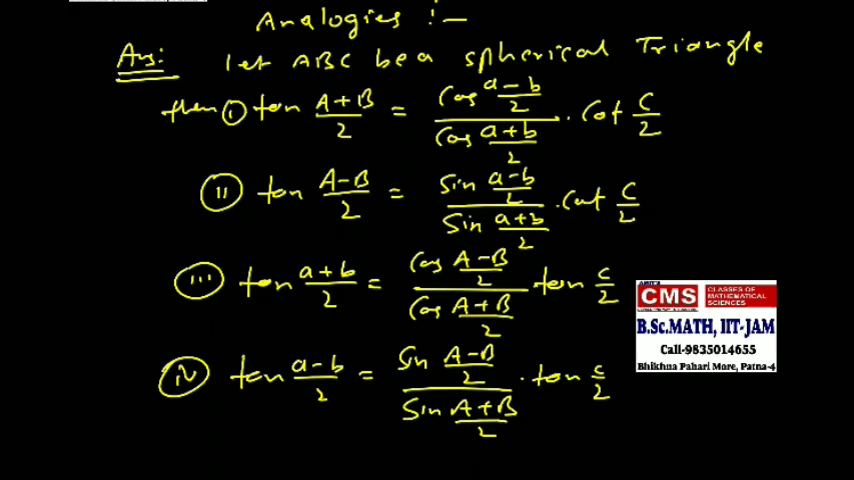 Analogies :-
Ans: Let ABC be a spherical Triangle
then (i) tan A+B/2 = cos a-b/2 / cos a+b/2 . cot C/2
(ii) tan A-B/2 = sin a-b/2 / sin a+b/2 . cot C/2
(iii) tan a+b/2 = cos A-B/2 / cos A+B/2 tan c/2
(iv) tan a-b/2 = sin A-B/2 / sin A+B/2 . tan c/2
CMS CLASSES OF MATHEMATICAL SCIENCES
B.Sc.MATH, IIT-JAM
Call-9835014655
Bhikhna Pahari More, Patna-4